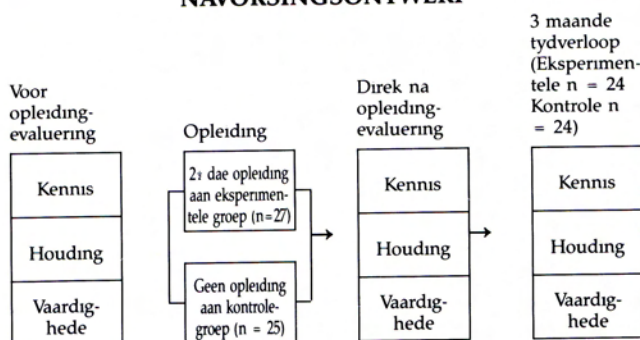 NAVORSINGSONTWERP
Voor
opleiding-
evaluering
Kennis
Houding
Vaardig-
hede
Opleiding
dae opleiding
aan eksperimen-
tele groep (n=27)
Geen opleiding
aan kontrole-
groep (n = 25)
Direk na
opleiding-
evaluering
Kennis
Houding
Vaardig-
hede
3 maande
tydverloop
(Eksperimen-
tele n = 24
Kontrole n
= 24)
Kennis
Houding
Vaardig-
hede